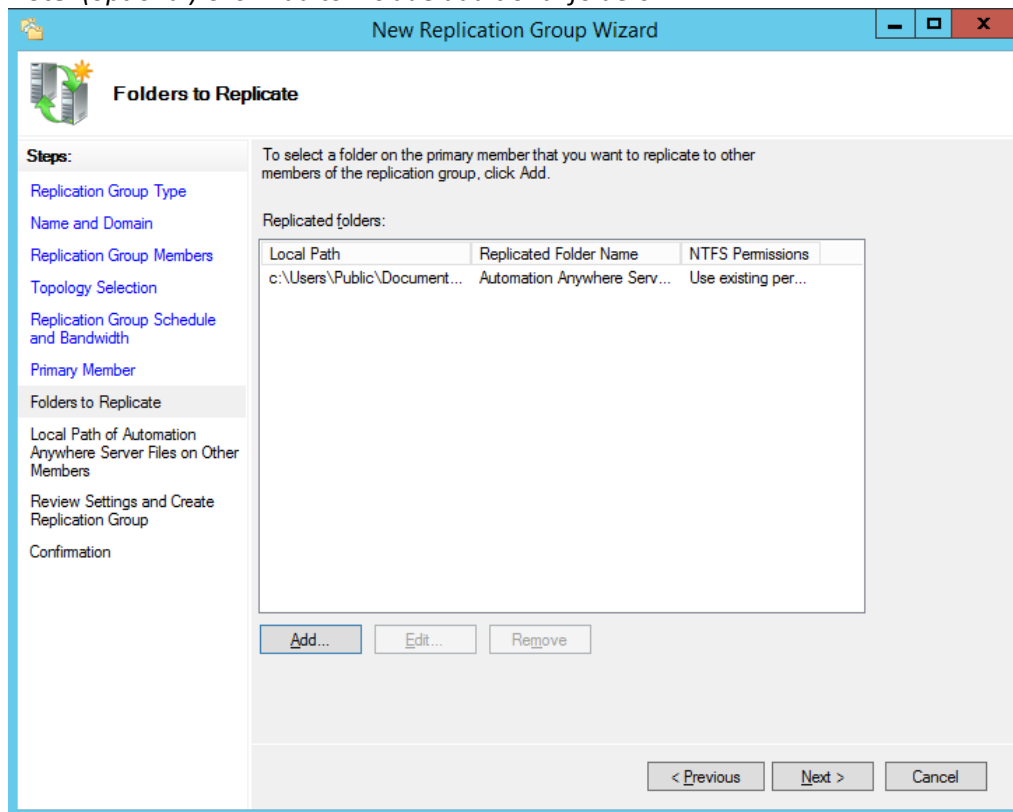 New Replication Group Wizard
Folders to Replicate
Steps:
Replication Group Type
Name and Domain
Replication Group Members
Topology Selection
Replication Group Schedule
and Bandwidth
Primary Member
Folders to Replicate
Local Path of Automation
Anywhere Server Files on Other
Members
Review Settings and Create
Replication Group
Confirmation
To select a folder on the primary member that you want to replicate to other
members of the replication group, click Add.
Replicated folders:
Local Path Replicated Folder Name NTFS Permissions
c:\Users\Public\Document... Automation Anywhere Serv... Use existing per...
Add... Edit... Remove
< Previous Next > Cancel